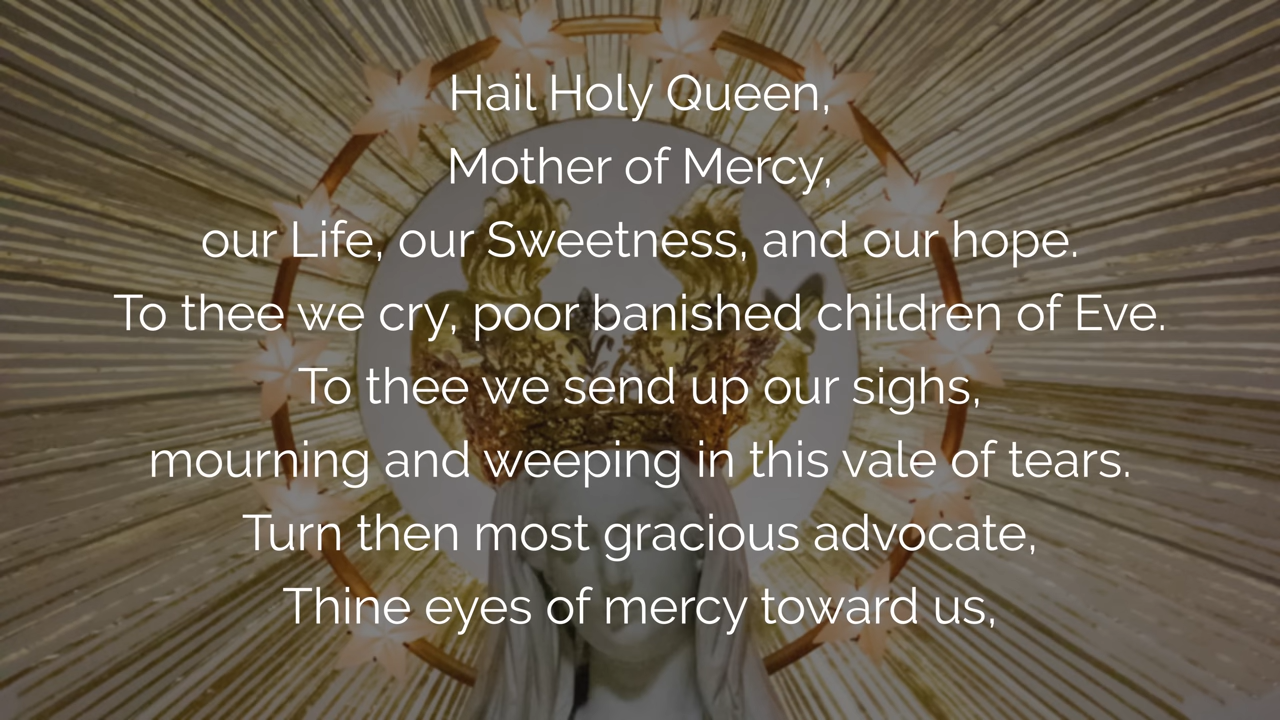 Hail Holy Queen,
Mother of Mercy,
our Life, our Sweetness, and our hope.
To thee we cry, poor banished children of Eve.
To thee we send up our sighs,
mourning and weeping in this vale of tears.
Turn then most gracious advocate,
Thine eyes of mercy toward us,